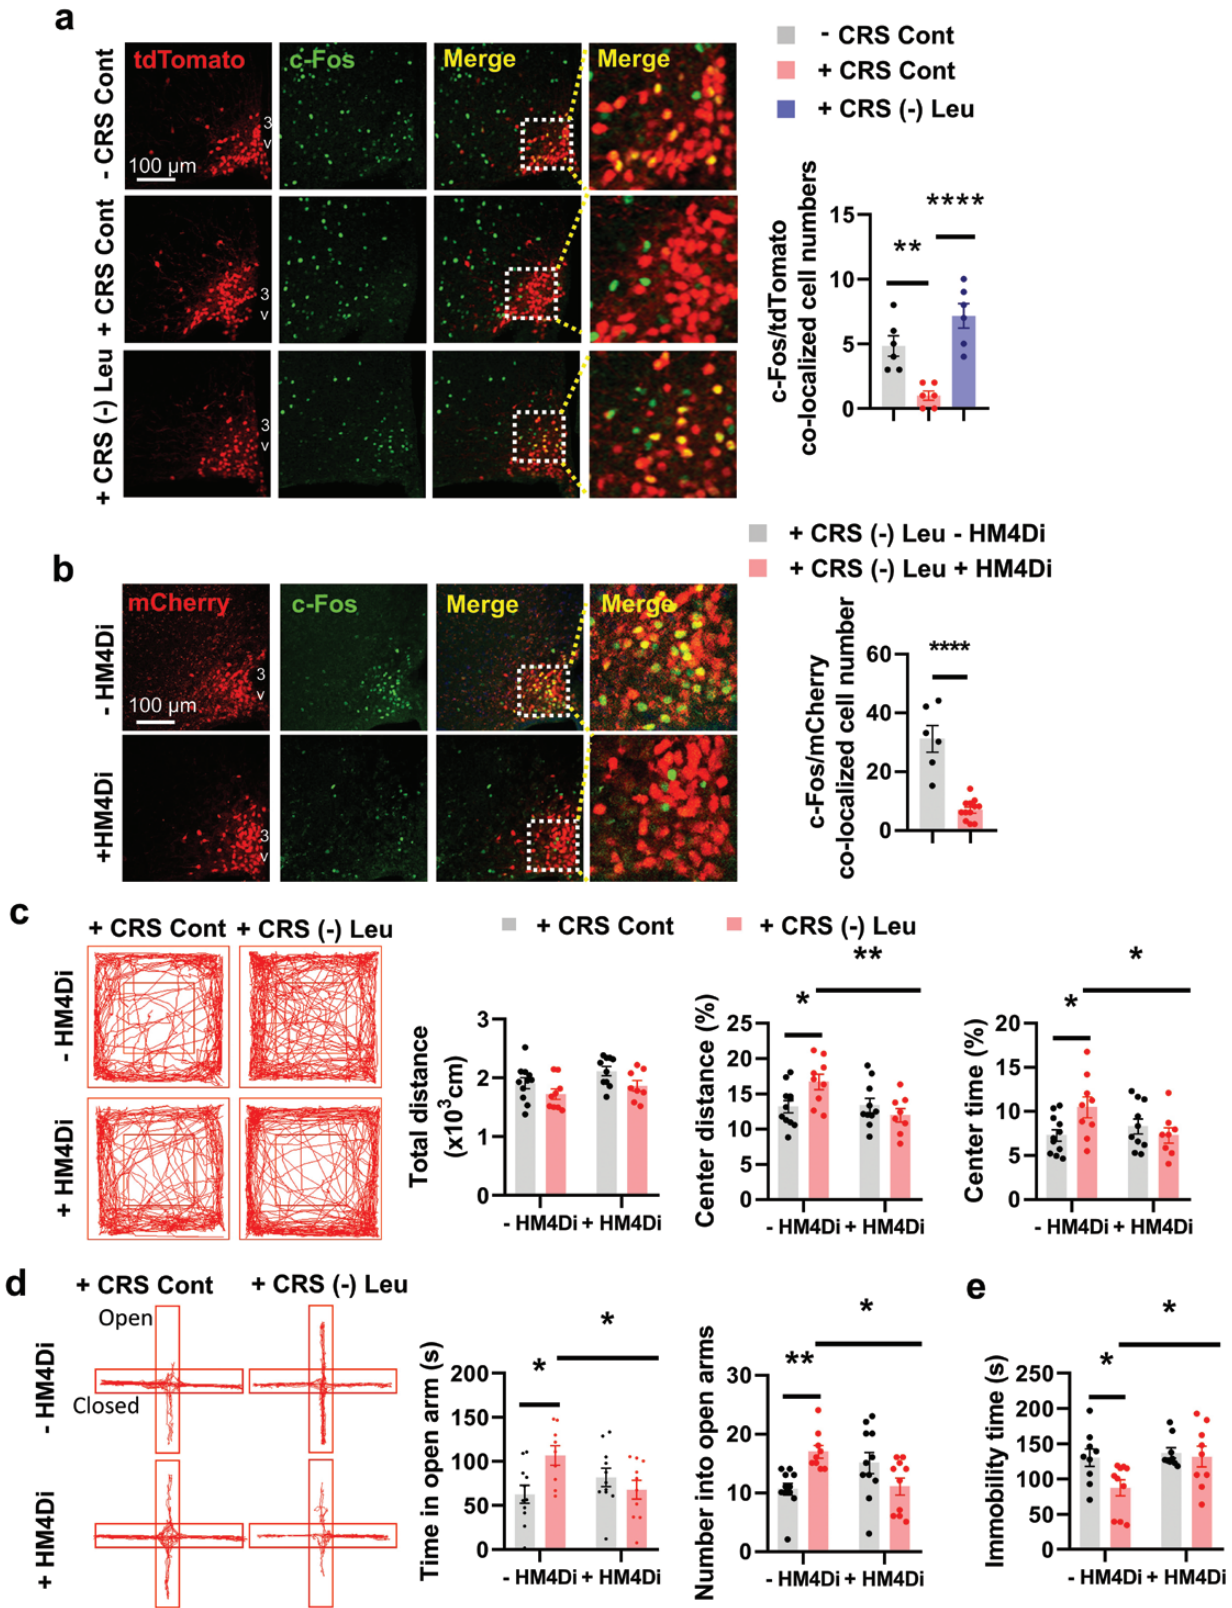 a
- CRS Cont
+ CRS Cont
+ CRS (-) Leu
tdTomato
c-Fos
Merge
Merge
100 µm
3
v
3
v
3
v
- CRS Cont
+ CRS Cont
+ CRS (-) Leu
c-Fos/tdTomato
co-localized cell numbers
15
10
5
0
**
****
b
- HM4Di
+HM4Di
mCherry
c-Fos
Merge
Merge
100 µm
3
v
3
v
+ CRS (-) Leu - HM4Di
+ CRS (-) Leu + HM4Di
c-Fos/mCherry
co-localized cell number
60
40
20
0
****
c
+ CRS Cont
+ CRS (-) Leu
- HM4Di
+ HM4Di
+ CRS Cont
+ CRS (-) Leu
Total distance
(x10³cm)
3
2
1
0
- HM4Di + HM4Di
Center distance (%)
25
20
15
10
5
0
*
**
- HM4Di + HM4Di
Center time (%)
20
15
10
5
0
*
*
- HM4Di + HM4Di
d
+ CRS Cont
+ CRS (-) Leu
Open
Closed
- HM4Di
+ HM4Di
Time in open arm (s)
200
150
100
50
0
*
*
- HM4Di + HM4Di
Number into open arms
30
20
10
0
**
*
- HM4Di + HM4Di
e
Immobility time (s)
250
200
150
100
50
0
*
*
- HM4Di + HM4Di